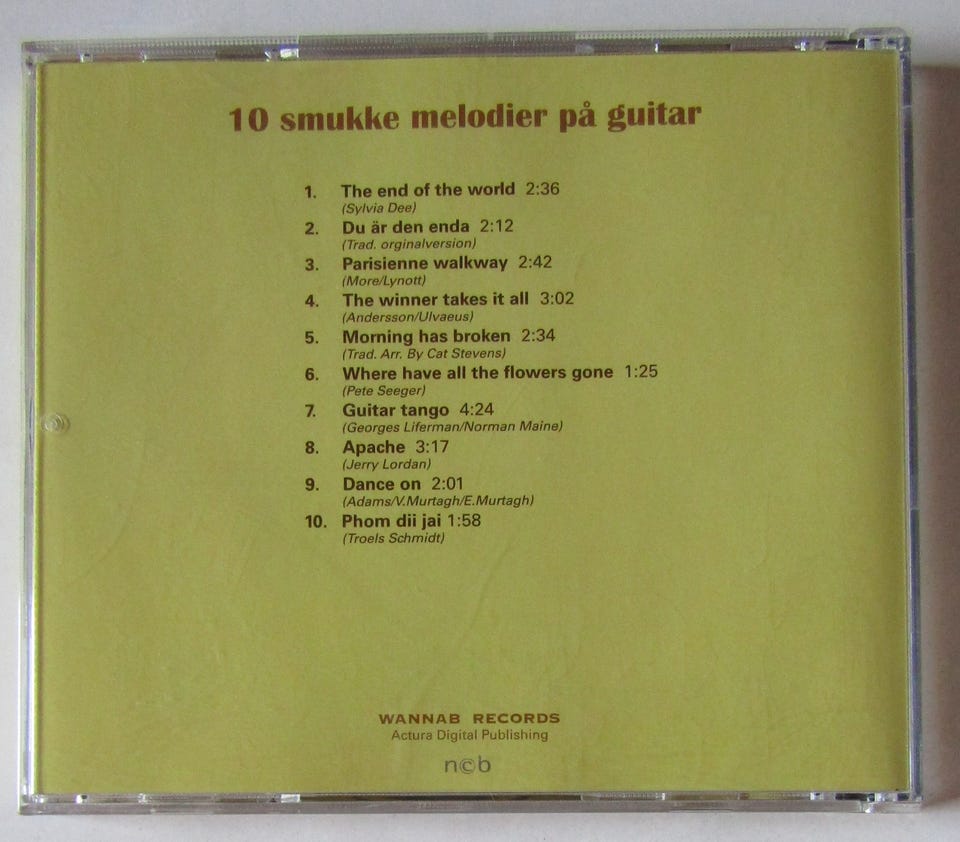 10 smukke melodier på guitar
1. The end of the world 2:36
(Sylvia Dee)
2. Du är den enda 2:12
(Trad. orginalversion)
3. Parisienne walkway 2:42
(More/Lynott)
4. The winner takes it all 3:02
(Andersson/Ulvaeus)
5. Morning has broken 2:34
(Trad. Arr. By Cat Stevens)
6. Where have all the flowers gone 1:25
(Pete Seeger)
7. Guitar tango 4:24
(Georges Liferman/Norman Maine)
8. Apache 3:17
(Jerry Lordan)
9. Dance on 2:01
(Adams/V.Murtagh/E.Murtagh)
10. Phom dii jai 1:58
(Troels Schmidt)
WANNAB RECORDS
Actura Digital Publishing
n©b